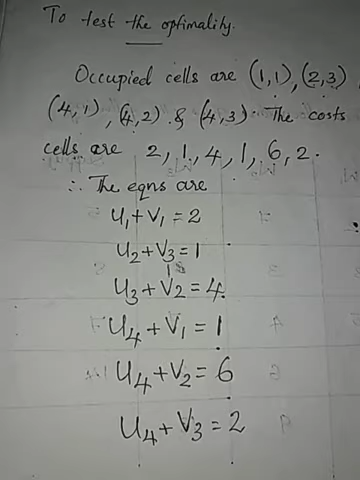 To test the optimality.
Occupied cells are (1,1), (2,3)
(4,1), (4,2) & (4,3). The costs
cells are 2, 1, 4, 1, 6, 2.
∴ The eqns are
U₁+V₁=2
U₂+V₃=1
U₃+V₂=4
U₄+V₁=1
U₄+V₂=6
U₄+V₃=2